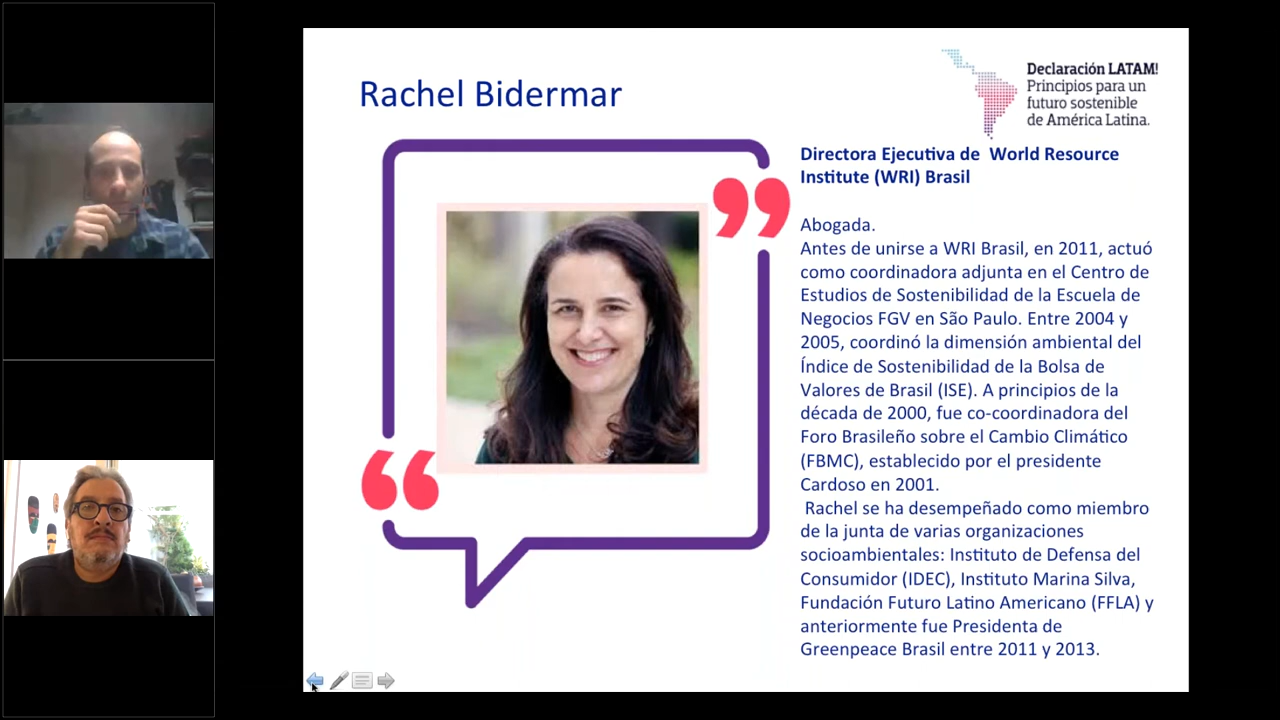 Rachel Bidermar
Declaración LATAM!
Principios para un
futuro sostenible
de América Latina.
Directora Ejecutiva de  World Resource
Institute (WRI) Brasil
Abogada.
Antes de unirse a WRI Brasil, en 2011, actuó
como coordinadora adjunta en el Centro de
Estudios de Sostenibilidad de la Escuela de
Negocios FGV en São Paulo. Entre 2004 y
2005, coordinó la dimensión ambiental del
Índice de Sostenibilidad de la Bolsa de
Valores de Brasil (ISE). A principios de la
década de 2000, fue co-coordinadora del
Foro Brasileño sobre el Cambio Climático
(FBMC), establecido por el presidente
Cardoso en 2001.
Rachel se ha desempeñado como miembro
de la junta de varias organizaciones
socioambientales: Instituto de Defensa del
Consumidor (IDEC), Instituto Marina Silva,
Fundación Futuro Latino Americano (FFLA) y
anteriormente fue Presidenta de
Greenpeace Brasil entre 2011 y 2013.